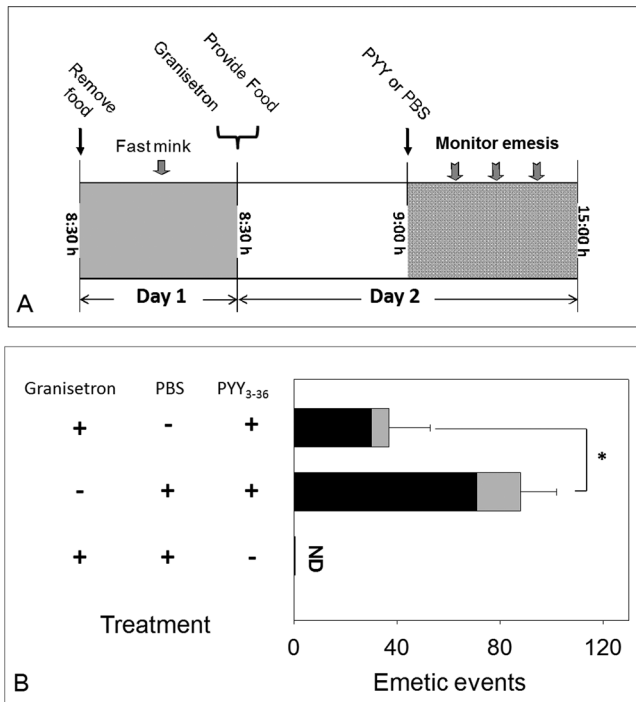 Remove food
Granisetron
Provide Food
PYY or PBS
Fast mink
Monitor emesis
8:30 h
8:30 h
9:00 h
15:00 h
Day 1
Day 2
A
Granisetron PBS PYY3-36
+ - +
*
- + +
+ + -
ND
Treatment
0 40 80 120
Emetic events
B